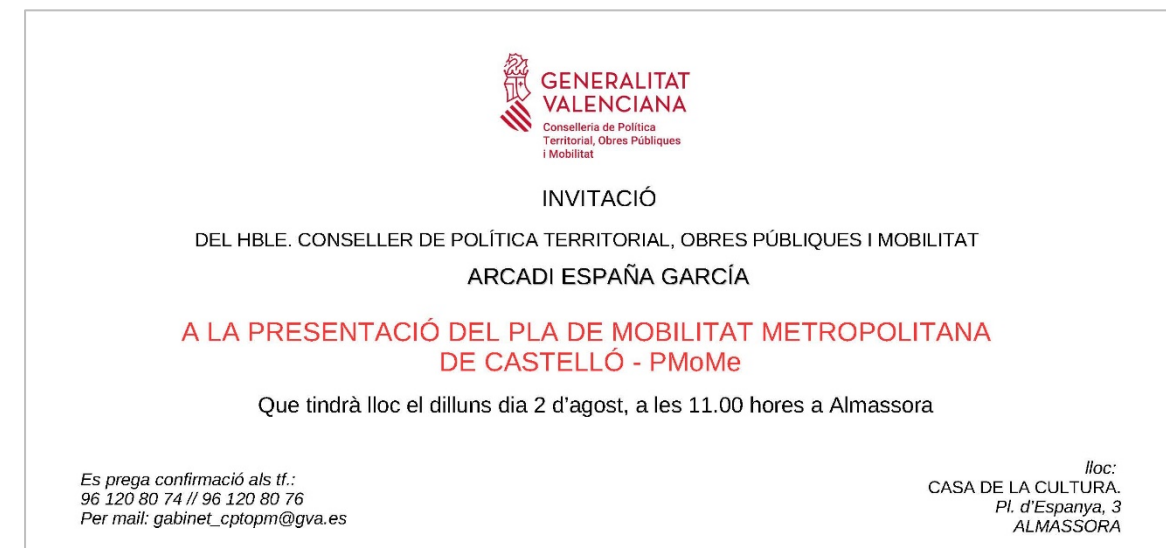 GENERALITAT
VALENCIANA
Conselleria de Política
Territorial, Obres Públiques
i Mobilitat
INVITACIÓ
DEL HBLE. CONSELLER DE POLÍTICA TERRITORIAL, OBRES PÚBLIQUES I MOBILITAT
ARCADI ESPAÑA GARCÍA
A LA PRESENTACIÓ DEL PLA DE MOBILITAT METROPOLITANA
DE CASTELLÓ - PMoMe
Que tindrà lloc el dilluns dia 2 d'agost, a les 11.00 hores a Almassora
Es prega confirmació als tf.:
96 120 80 74 // 96 120 80 76
Per mail: gabinet_cptopm@gva.es
lloc:
CASA DE LA CULTURA.
Pl. d'Espanya, 3
ALMASSORA